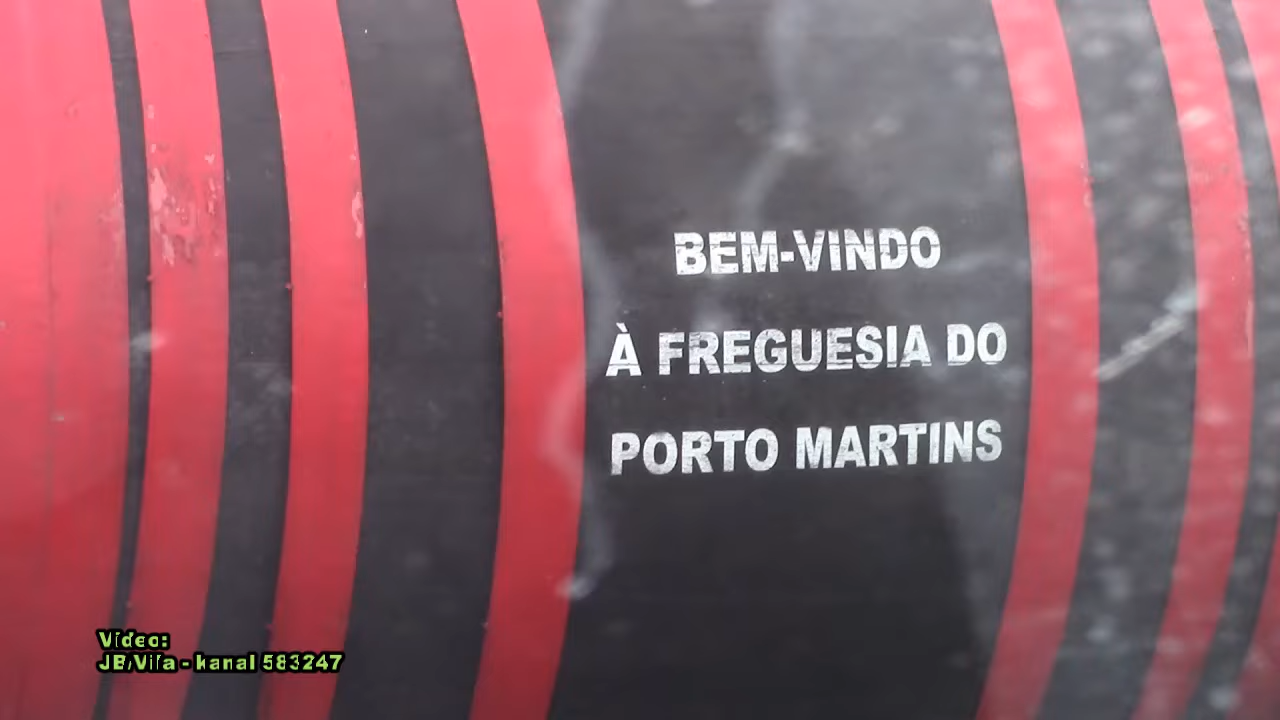 BEM-VINDO
À FREGUESIA DO
PORTO MARTINS
Video:
JB/Vifa - kanal 583247